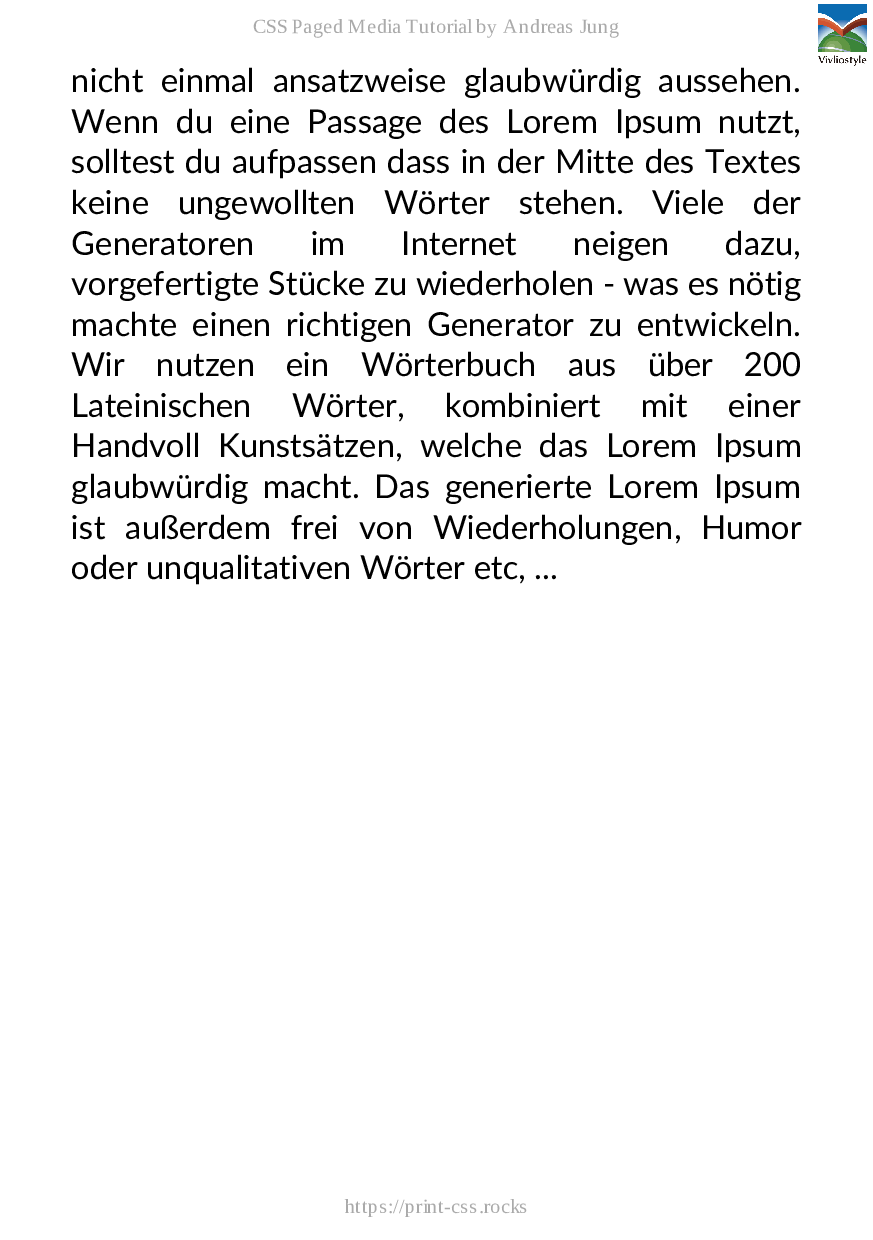 CSS Paged Media Tutorial by Andreas Jung
Vivliostyle
nicht einmal ansatzweise glaubwürdig aussehen.
Wenn du eine Passage des Lorem Ipsum nutzt,
solltest du aufpassen dass in der Mitte des Textes
keine ungewollten Wörter stehen. Viele der
Generatoren im Internet neigen dazu,
vorgefertigte Stücke zu wiederholen - was es nötig
machte einen richtigen Generator zu entwickeln.
Wir nutzen ein Wörterbuch aus über 200
Lateinischen Wörter, kombiniert mit einer
Handvoll Kunstsätzen, welche das Lorem Ipsum
glaubwürdig macht. Das generierte Lorem Ipsum
ist außerdem frei von Wiederholungen, Humor
oder unqualitativen Wörter etc, ...
https://print-css.rocks